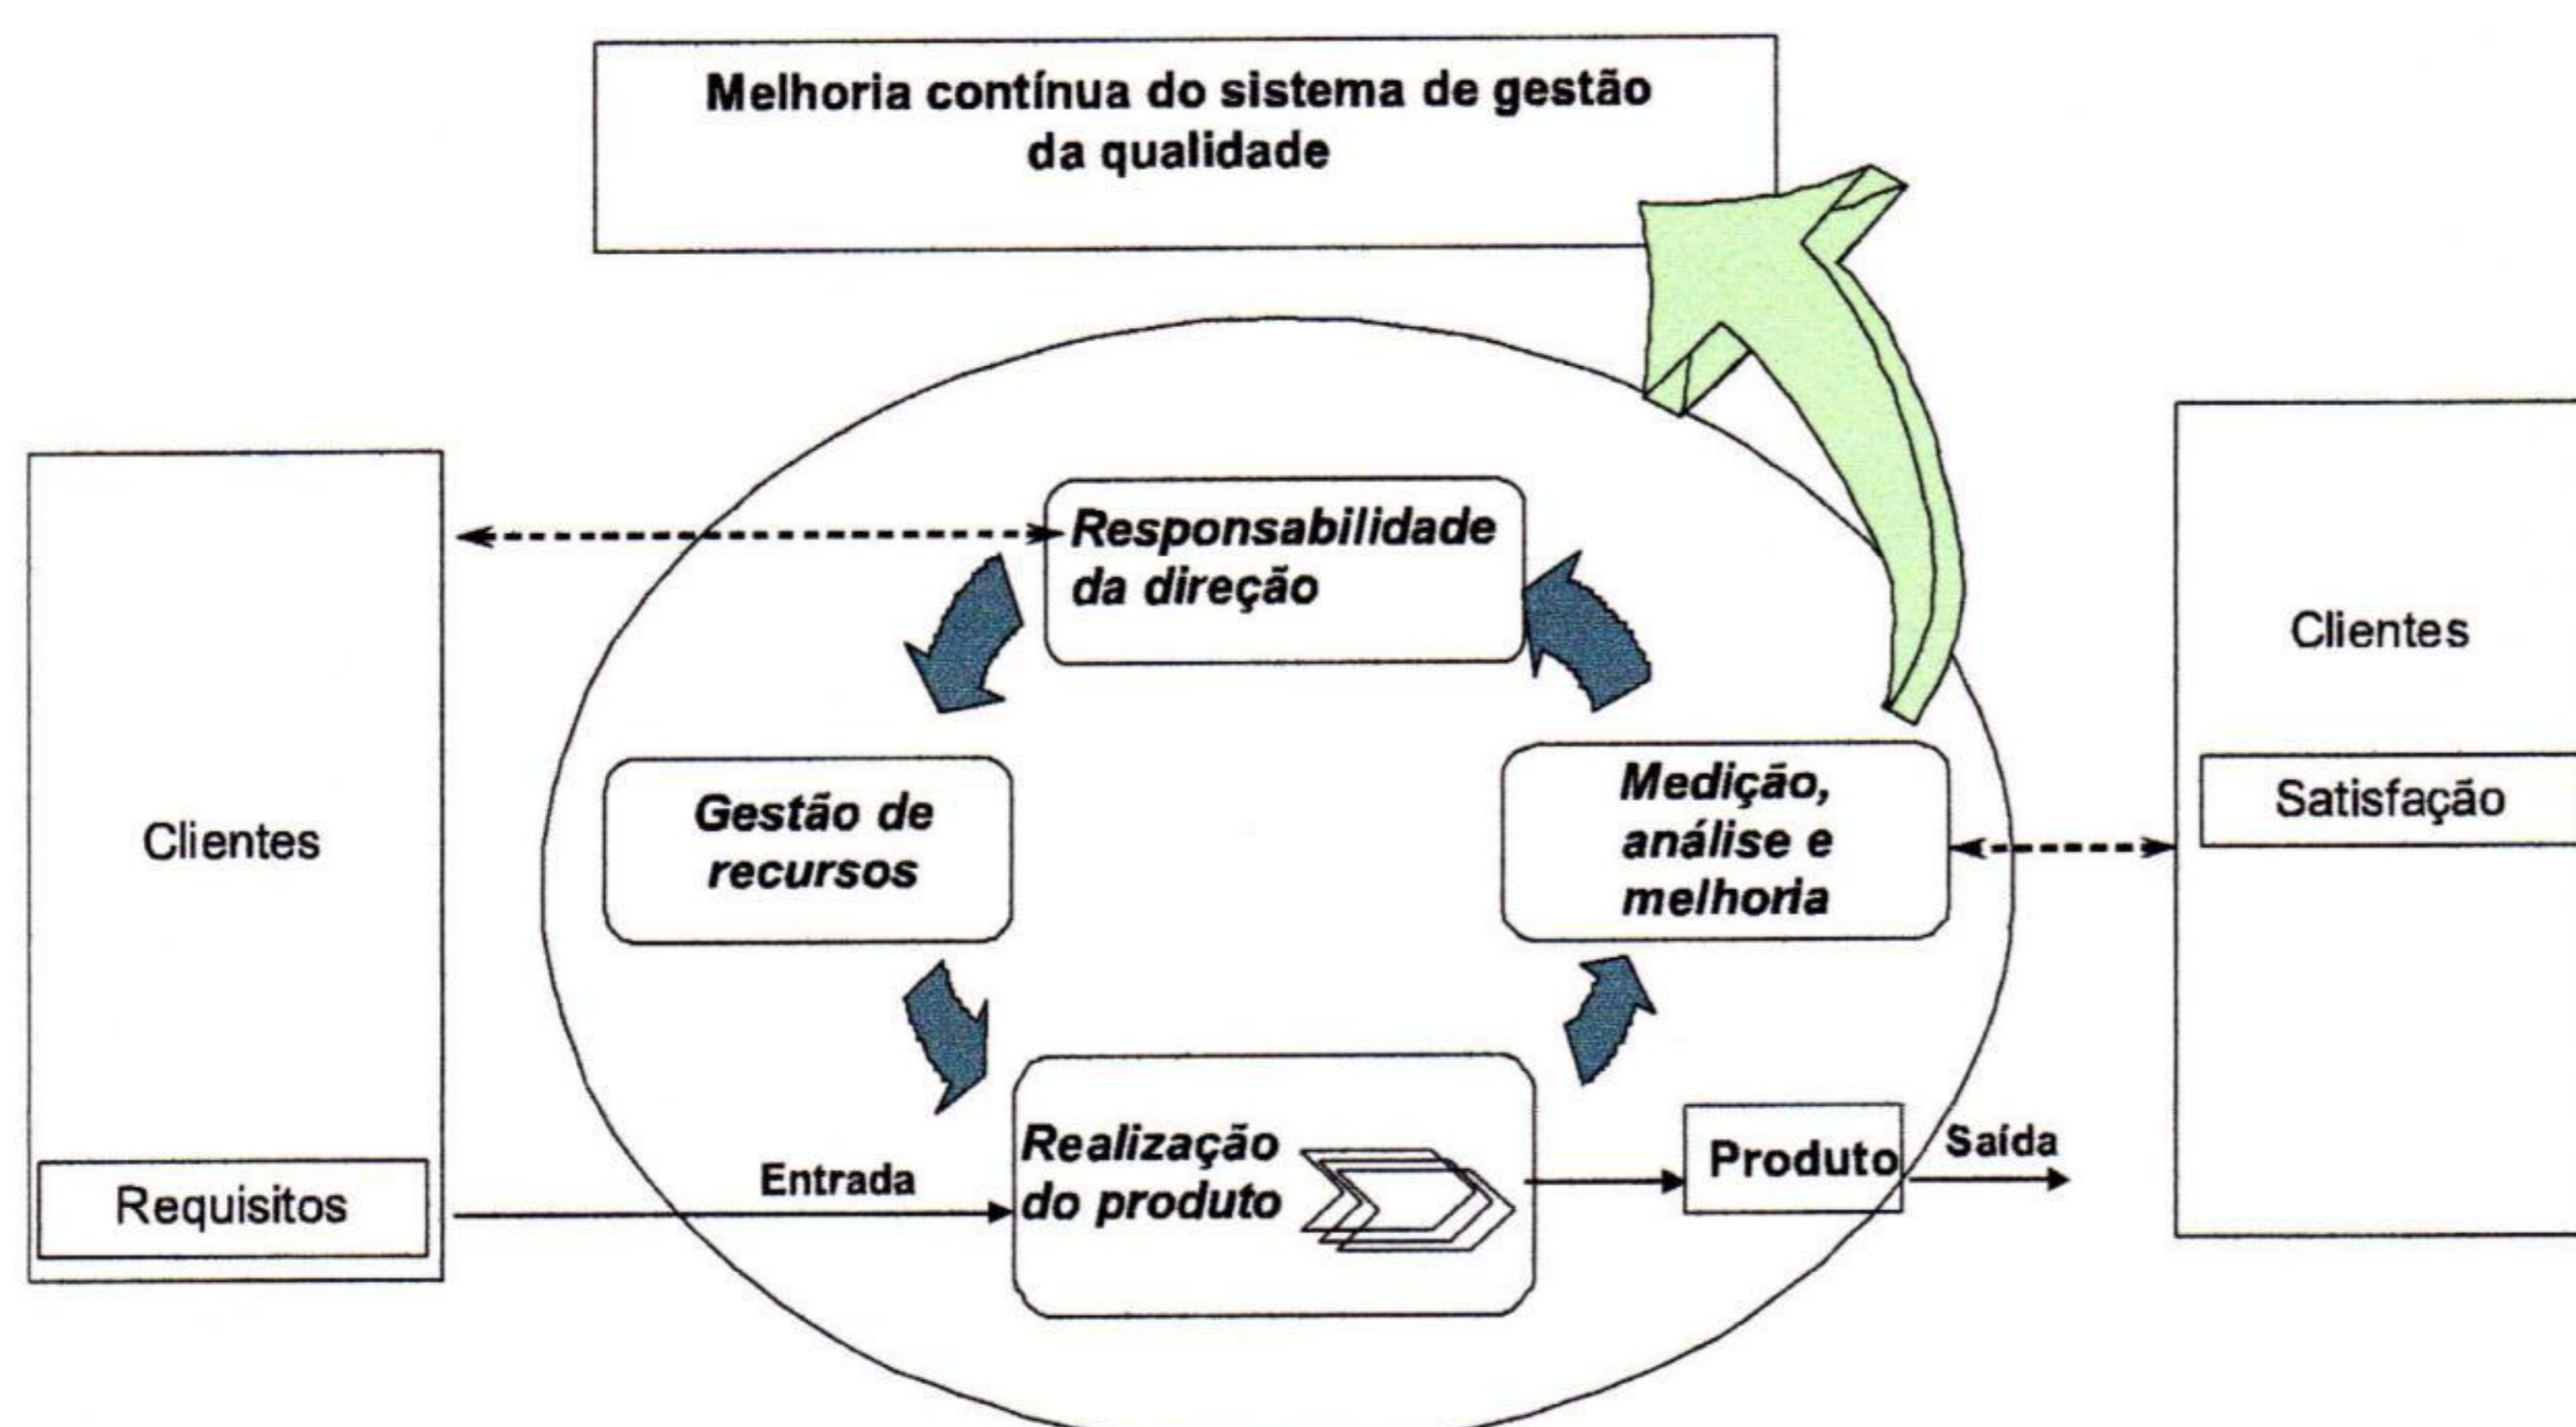 Melhoria contínua do sistema de gestão
da qualidade
Responsabilidade
da direção
Clientes
Gestão de
recursos
Medição,
análise e
melhoria
Clientes
Satisfação
Requisitos
Entrada
Realização
do produto
Produto
Saída